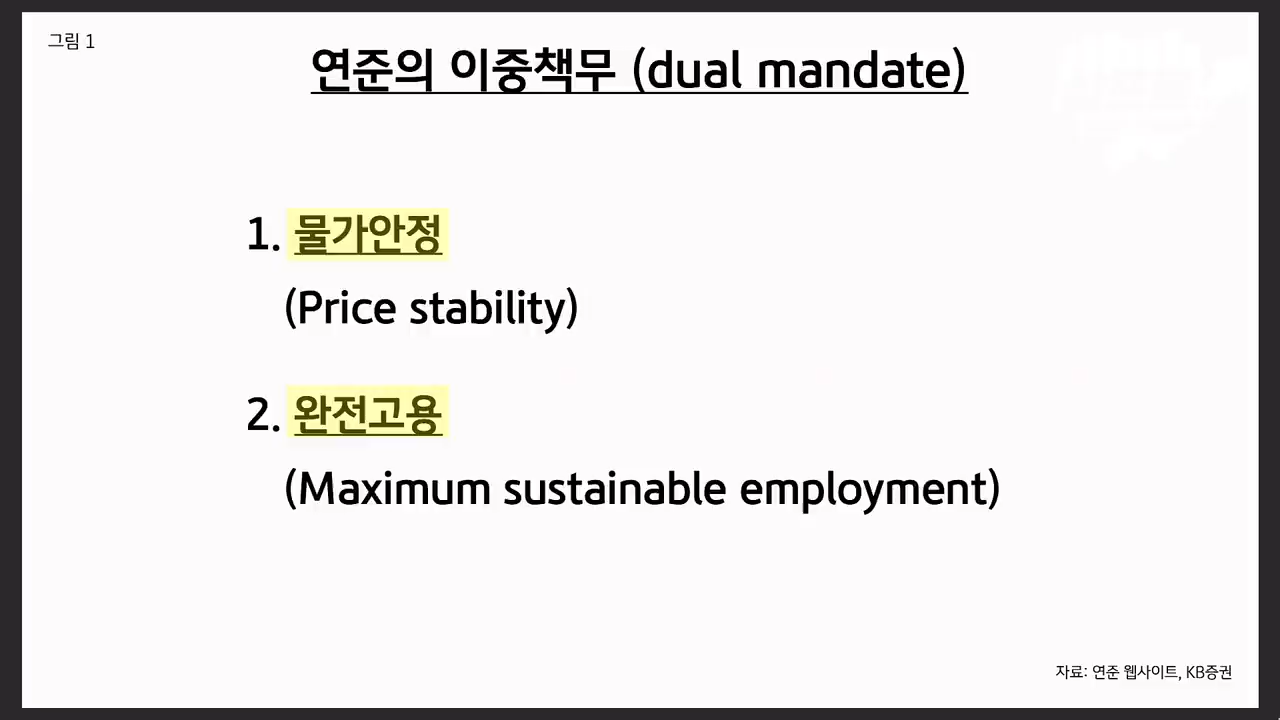 그림 1
연준의 이중책무 (dual mandate)
1. 물가안정
(Price stability)
2. 완전고용
(Maximum sustainable employment)
자료: 연준 웹사이트, KB증권